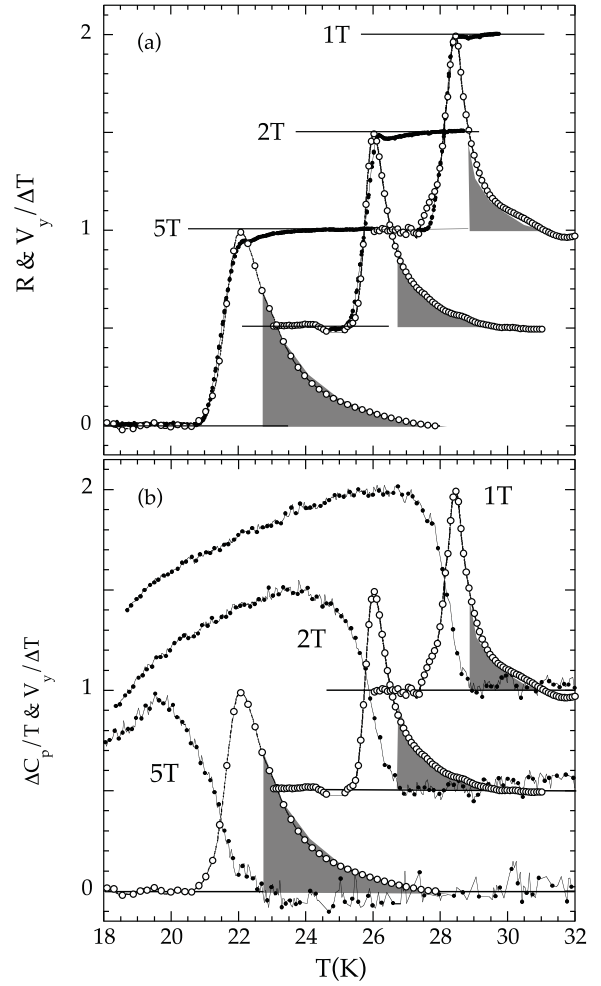 (a)
1T
2T
5T
2
1
0
R & V_y / ΔT
(b)
1T
2T
5T
2
1
0
ΔC_p / T & V_y / ΔT
18 20 22 24 26 28 30 32
T(K)